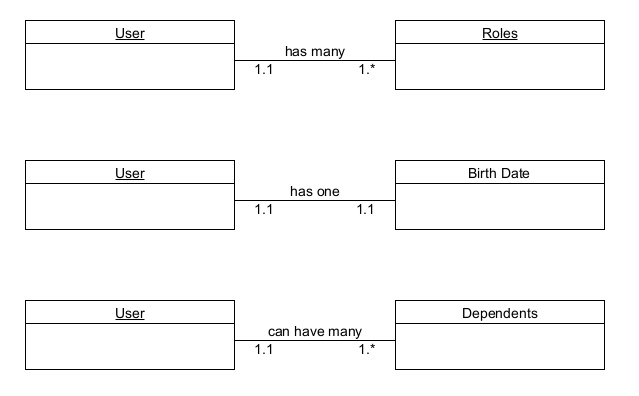 User
Roles
has many
1.1
1.*
User
Birth Date
has one
1.1
1.1
User
Dependents
can have many
1.1
1.*